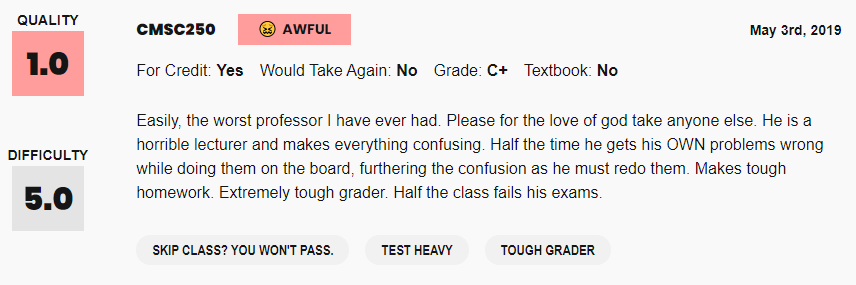 QUALITY
1.0
CMSC250 😖 AWFUL May 3rd, 2019
For Credit: Yes Would Take Again: No Grade: C+ Textbook: No
Easily, the worst professor I have ever had. Please for the love of god take anyone else. He is a
horrible lecturer and makes everything confusing. Half the time he gets his OWN problems wrong
while doing them on the board, furthering the confusion as he must redo them. Makes tough
homework. Extremely tough grader. Half the class fails his exams.
DIFFICULTY
5.0
SKIP CLASS? YOU WON'T PASS. TEST HEAVY TOUGH GRADER